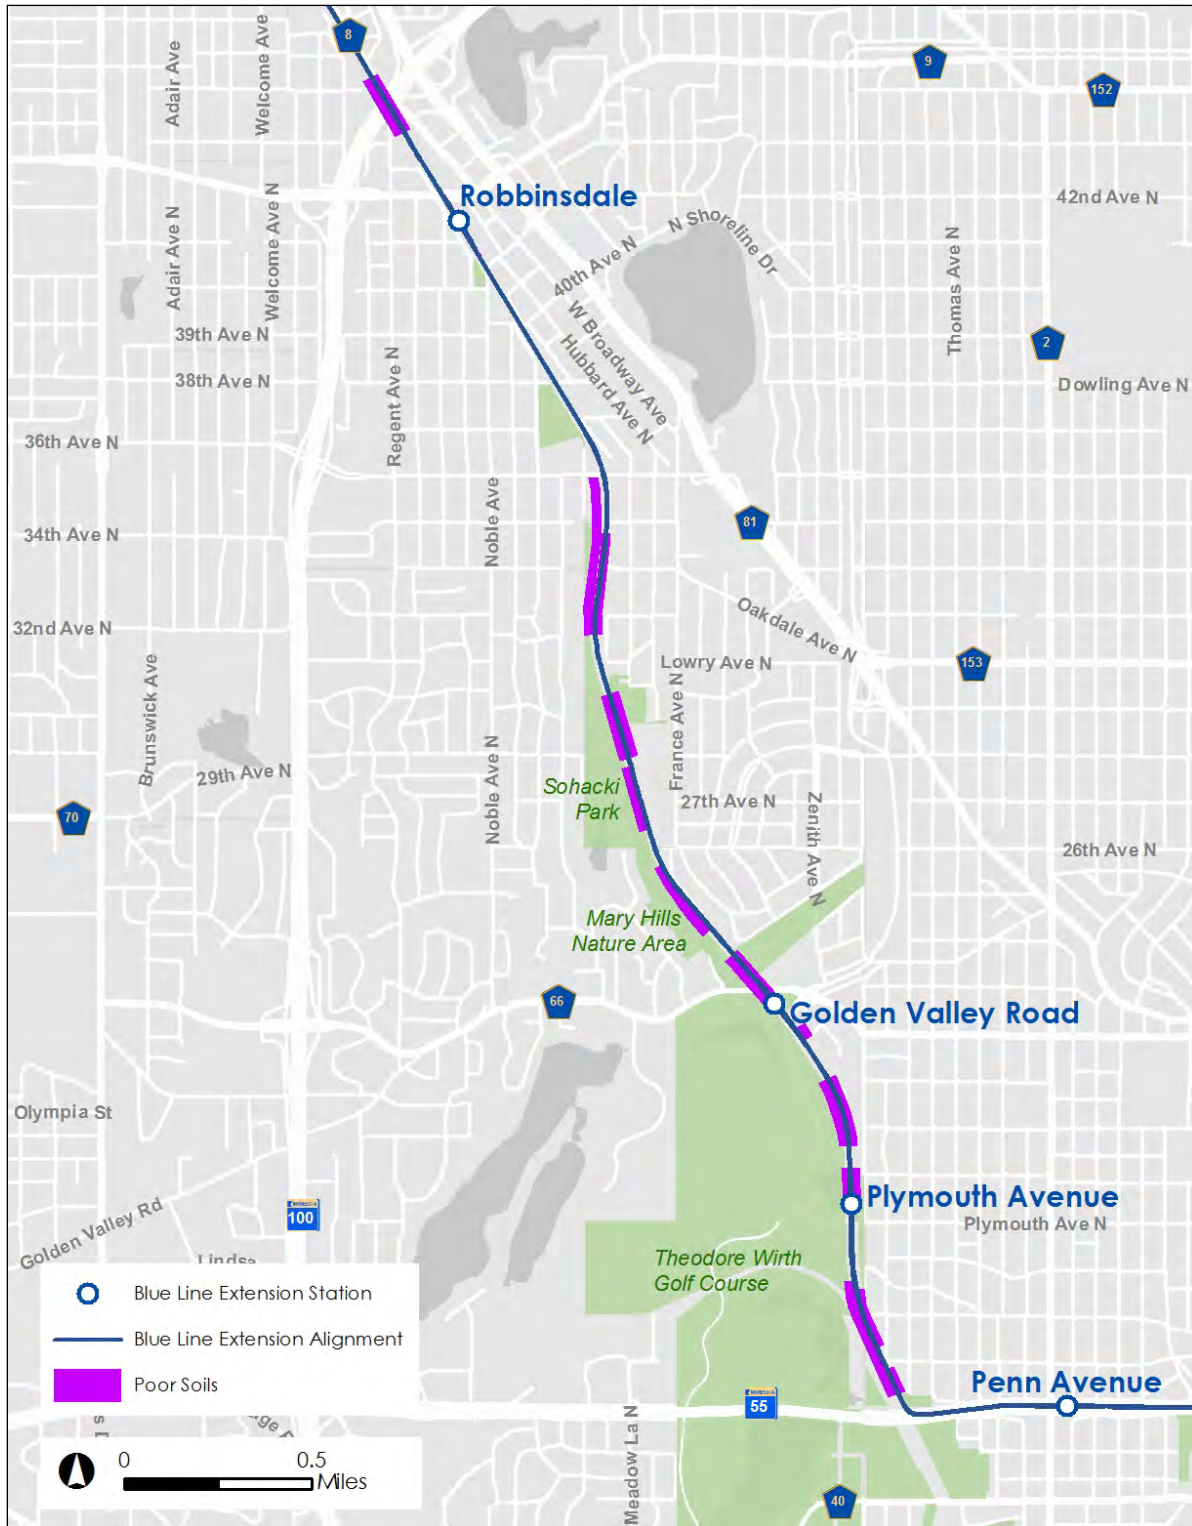 8
9
152
Adair Ave
Welcome Ave
Robbinsdale
42nd Ave N
N Shoreline Dr
40th Ave N
Adair Ave N
Welcome Ave N
Thomas Ave N
39th Ave N
38th Ave N
W Broadway Ave
Hubbard Ave N
2
Dowling Ave N
Regent Ave N
36th Ave N
Noble Ave
34th Ave N
81
Oakdale Ave N
32nd Ave N
Lowry Ave N
153
Brunswick Ave
France Ave N
29th Ave N
Noble Ave N
Sohacki
Park
27th Ave N
Zenith Ave N
70
26th Ave N
Mary Hills
Nature Area
66
Golden Valley Road
Olympia St
Plymouth Avenue
Plymouth Ave N
MINNESOTA
100
Golden Valley Rd
Lindsa
Theodore Wirth
Golf Course
Blue Line Extension Station
Blue Line Extension Alignment
Poor Soils
Penn Avenue
MINNESOTA
55
Meadow La N
0 0.5
Miles
40